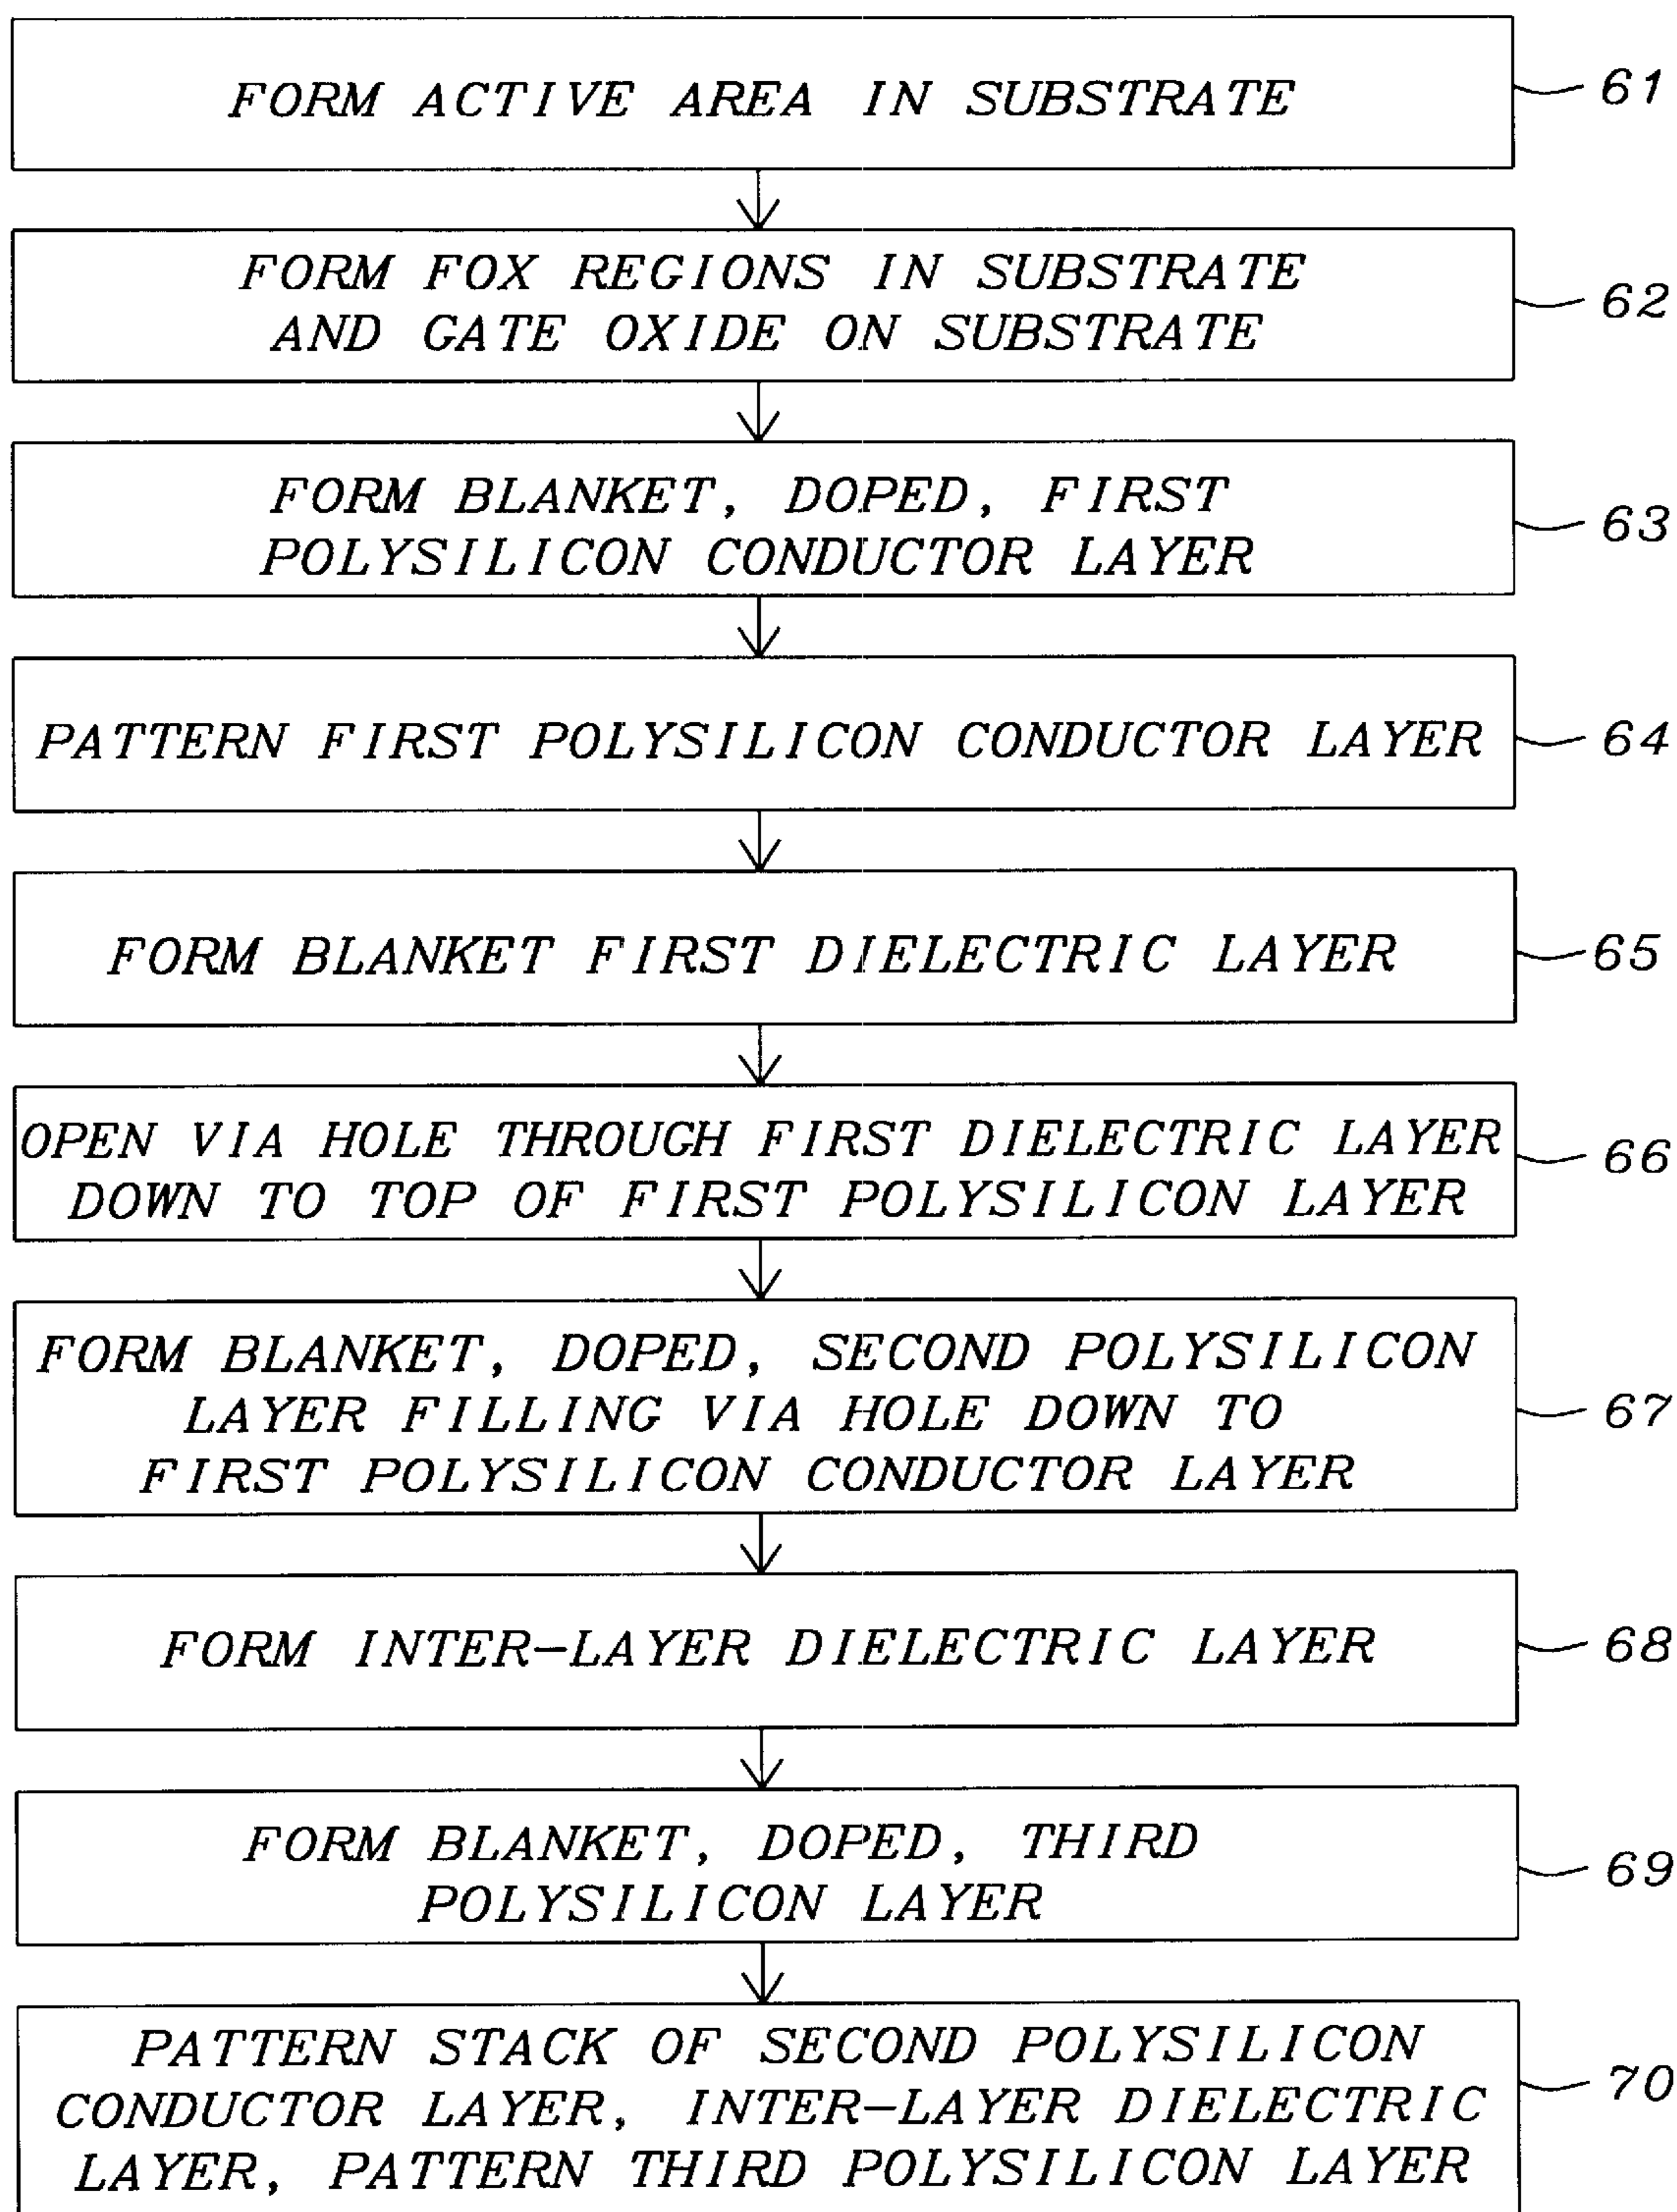 FORM ACTIVE AREA IN SUBSTRATE
61
FORM FOX REGIONS IN SUBSTRATE
AND GATE OXIDE ON SUBSTRATE
62
FORM BLANKET, DOPED, FIRST
POLYSILICON CONDUCTOR LAYER
63
PATTERN FIRST POLYSILICON CONDUCTOR LAYER
64
FORM BLANKET FIRST DIELECTRIC LAYER
65
OPEN VIA HOLE THROUGH FIRST DIELECTRIC LAYER
DOWN TO TOP OF FIRST POLYSILICON LAYER
66
FORM BLANKET, DOPED, SECOND POLYSILICON
LAYER FILLING VIA HOLE DOWN TO
FIRST POLYSILICON CONDUCTOR LAYER
67
FORM INTER-LAYER DIELECTRIC LAYER
68
FORM BLANKET, DOPED, THIRD
POLYSILICON LAYER
69
PATTERN STACK OF SECOND POLYSILICON
CONDUCTOR LAYER, INTER-LAYER DIELECTRIC
LAYER, PATTERN THIRD POLYSILICON LAYER
70